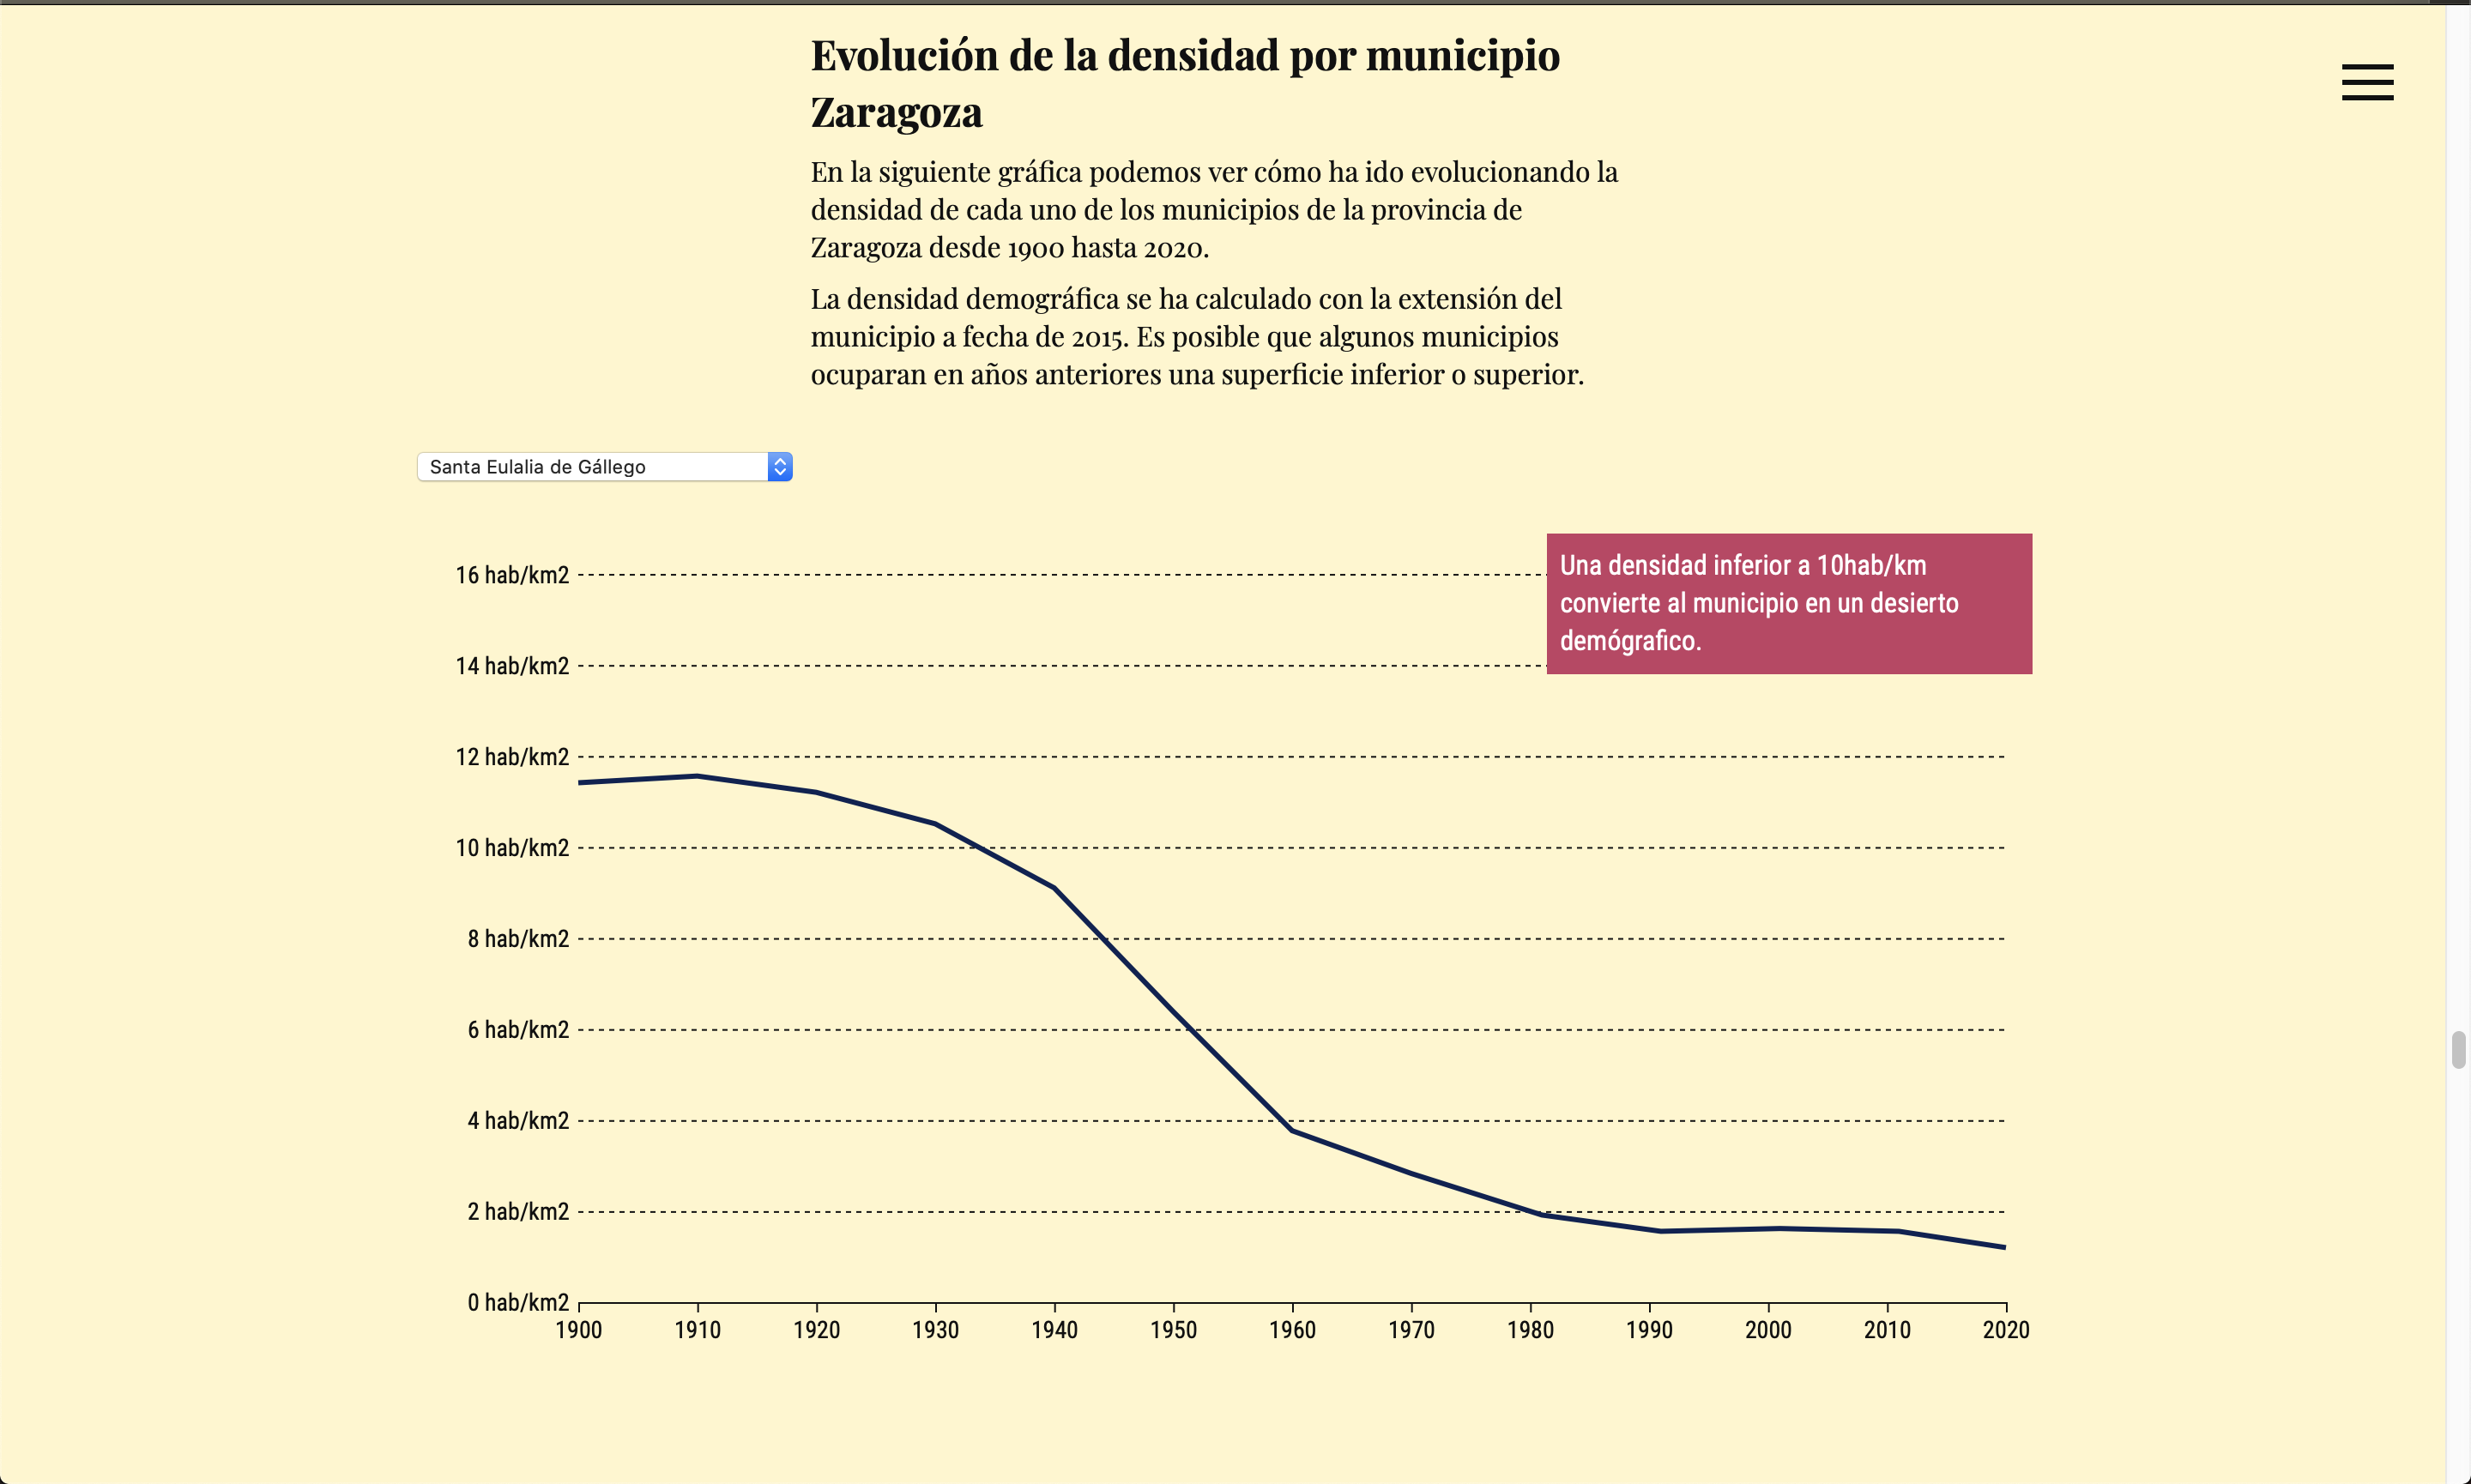 Evolución de la densidad por municipio
Zaragoza
En la siguiente gráfica podemos ver cómo ha ido evolucionando la
densidad de cada uno de los municipios de la provincia de
Zaragoza desde 1900 hasta 2020.
La densidad demográfica se ha calculado con la extensión del
municipio a fecha de 2015. Es posible que algunos municipios
ocuparan en años anteriores una superficie inferior o superior.
Santa Eulalia de Gállego
Una densidad inferior a 10hab/km
convierte al municipio en un desierto
demógrafico.
16 hab/km2
14 hab/km2
12 hab/km2
10 hab/km2
8 hab/km2
6 hab/km2
4 hab/km2
2 hab/km2
0 hab/km2
1900 1910 1920 1930 1940 1950 1960 1970 1980 1990 2000 2010 2020